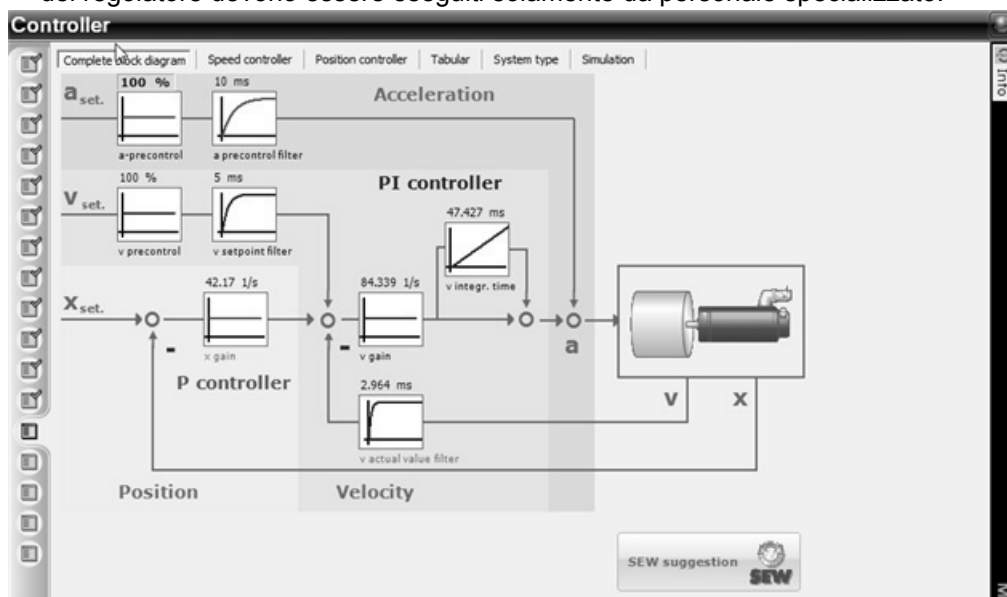 del regolatore devono essere eseguiti solamente da personale specializzato.
Controller
Complete block diagram
Speed controller
Position controller
Tabular
System type
Simulation
Info
a set.
100 %
a-precontrol
10 ms
a precontrol filter
Acceleration
v set.
100 %
v precontrol
5 ms
v setpoint filter
PI controller
47.427 ms
v integr. time
x set.
42.17 1/s
x gain
84.339 1/s
v gain
-
-
a
P controller
2.964 ms
v actual value filter
v
x
Position
Velocity
SEW suggestion
SEW